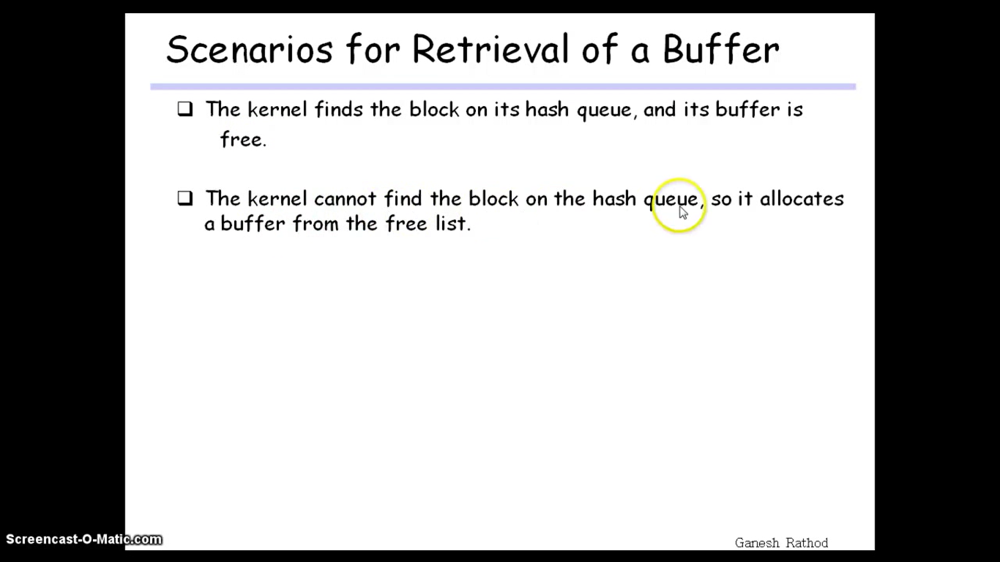 Scenarios for Retrieval of a Buffer
The kernel finds the block on its hash queue, and its buffer is
free.
The kernel cannot find the block on the hash queue, so it allocates
a buffer from the free list.
Screencast-O-Matic.com
Ganesh Rathod